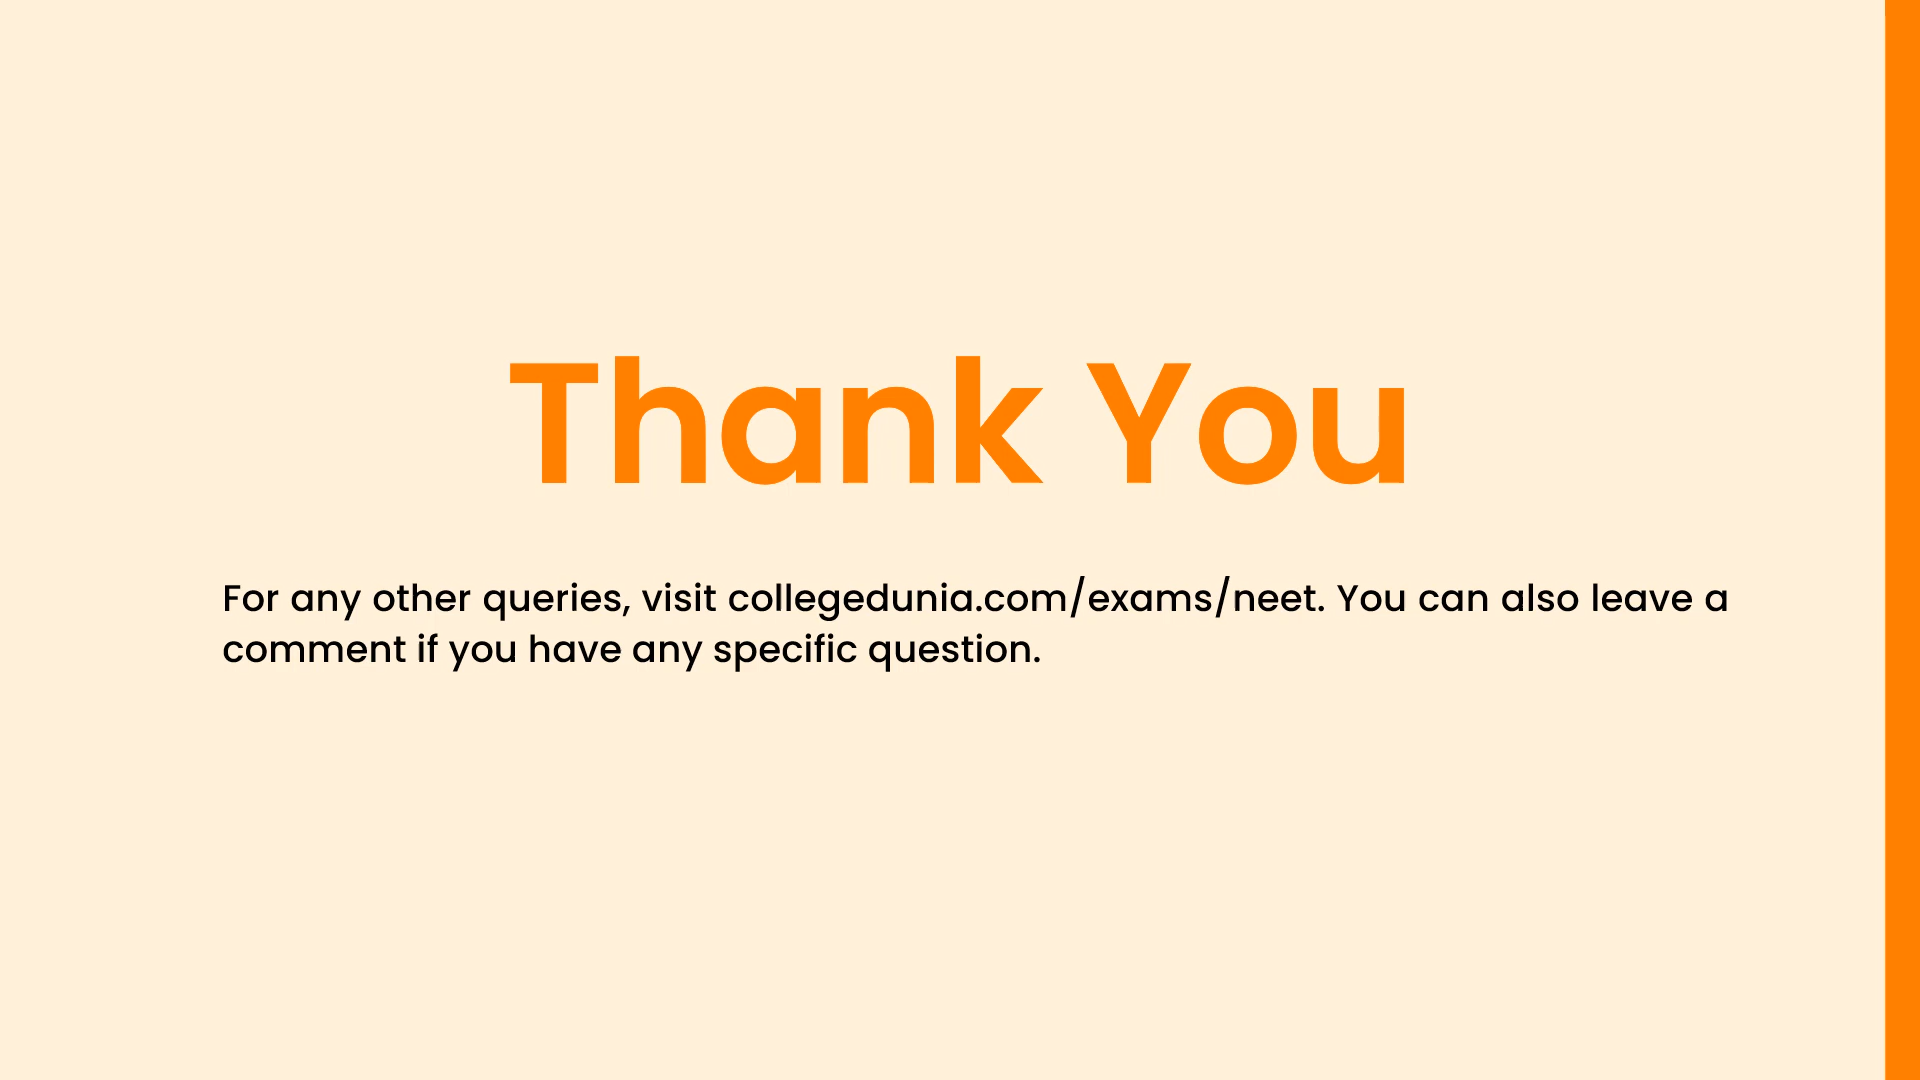 Thank You
For any other queries, visit collegedunia.com/exams/neet. You can also leave a
comment if you have any specific question.